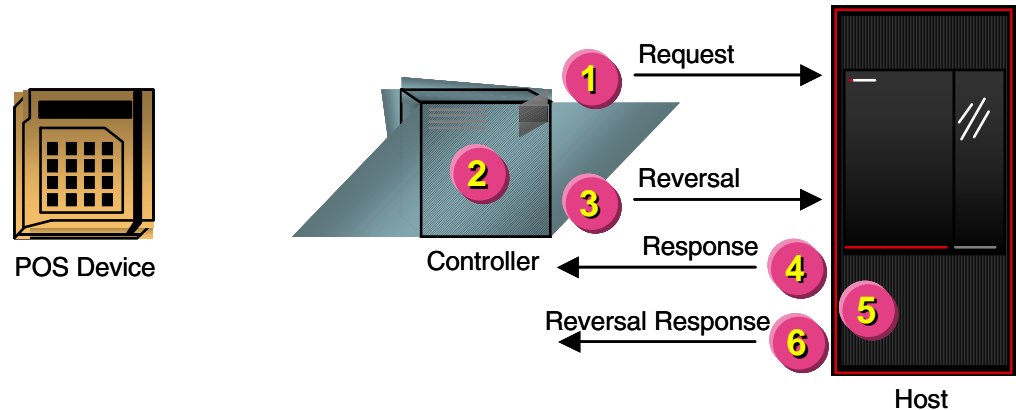 1
Request
2
3
Reversal
Response
4
Controller
POS Device
5
Reversal Response
6
Host